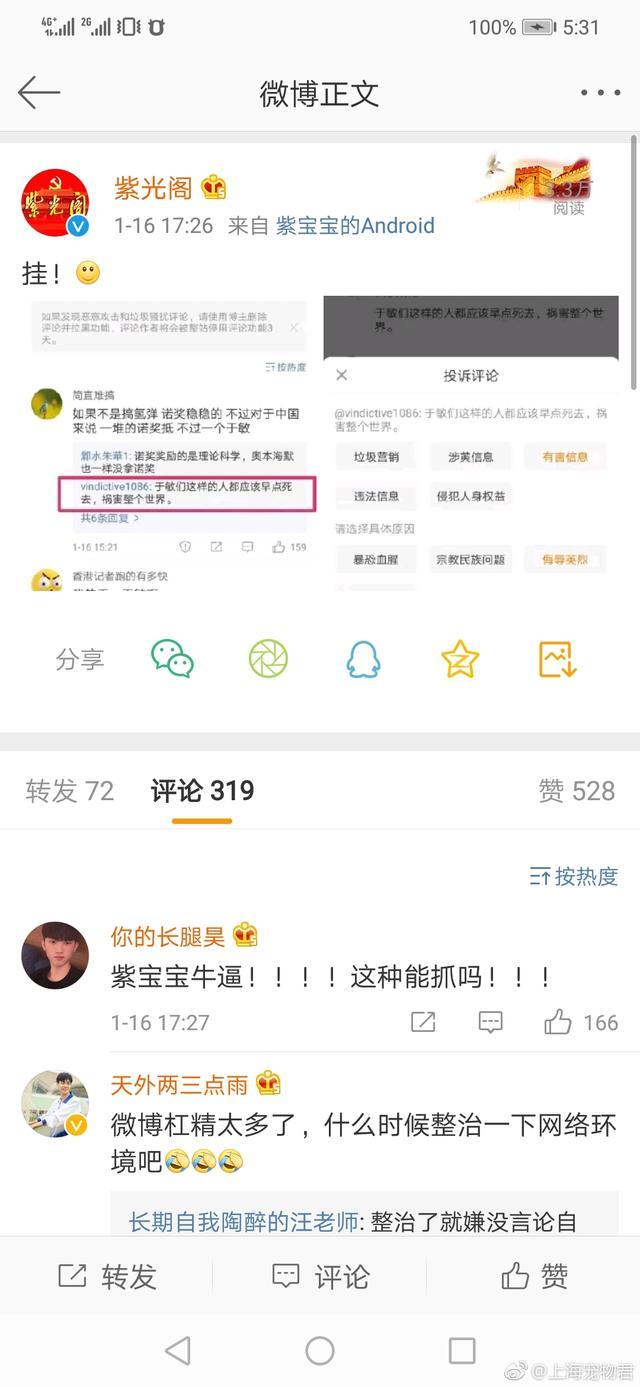 4G+ 2G 100% 5:31
微博正文
紫光阁
1-16 17:26 来自 紫宝宝的Android
3.3万
阅读
挂！
如果发现恶意攻击和垃圾骚扰评论，请使用博主删除
评论并拉黑功能，评论作者将会被整站停用评论功能3
天。
按热度
简直难搞
如果不是搞氢弹 诺奖稳稳的 不过对于中国
来说 一堆的诺奖抵 不过一个于敏
郭水朱華1: 诺奖奖励的是理论科学，奥本海默
也一样没拿诺奖
vindictive1086: 于敏们这样的人都应该早点死
去，祸害整个世界。
共6条回复 >
1-16 15:21 159
香港记者跑的有多快
于敏们这样的人都应该早点死去，祸害整个世
界。
投诉评论
@vindictive1086: 于敏们这样的人都应该早点死去，祸
害整个世界。
垃圾营销 涉黄信息 有害信息
违法信息 侵犯人身权益
请选择具体原因
暴恐血腥 宗教民族问题 侮辱英烈
分享
转发 72 评论 319 赞 528
按热度
你的长腿昊
紫宝宝牛逼！！！！这种能抓吗！！！
1-16 17:27 166
天外两三点雨
微博杠精太多了，什么时候整治一下网络环
境吧
长期自我陶醉的汪老师: 整治了就嫌没言论自
转发 评论 赞
@上海宠物君